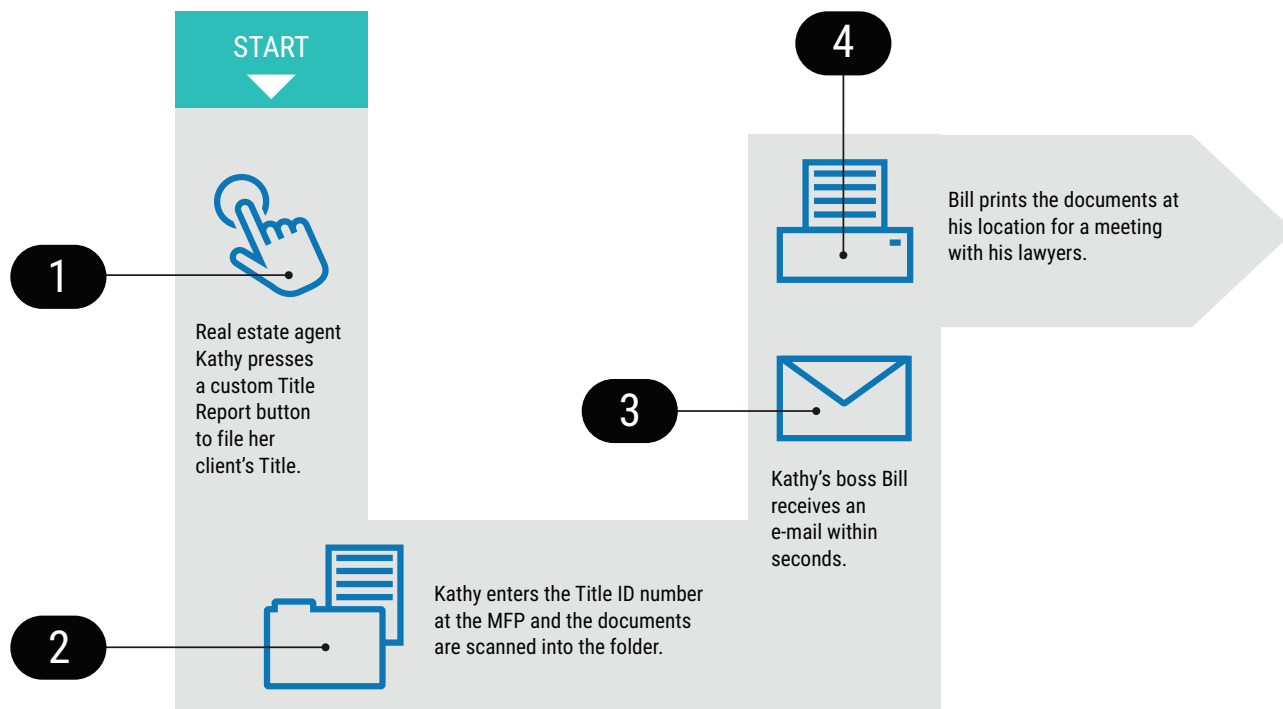 START
1
Real estate agent
Kathy presses
a custom Title
Report button
to file her
client’s Title.
2
Kathy enters the Title ID number
at the MFP and the documents
are scanned into the folder.
3
Kathy’s boss Bill
receives an
e-mail within
seconds.
4
Bill prints the documents at
his location for a meeting
with his lawyers.